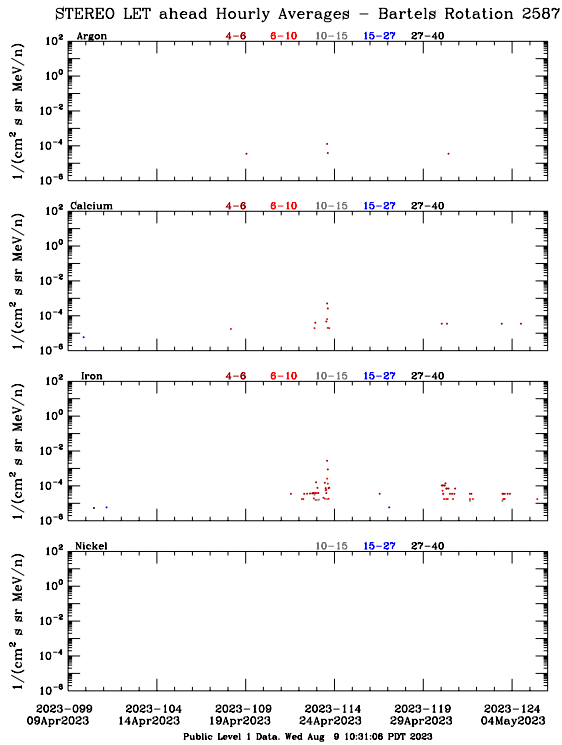 STEREO LET ahead Hourly Averages - Bartels Rotation 2587
Argon 4-6 6-10 10-15 15-27 27-40
10²
10⁰
10⁻²
10⁻⁴
10⁻⁶
1/(cm² s sr MeV/n)
Calcium 4-6 6-10 10-15 15-27 27-40
10²
10⁰
10⁻²
10⁻⁴
10⁻⁶
1/(cm² s sr MeV/n)
Iron 4-6 6-10 10-15 15-27 27-40
10²
10⁰
10⁻²
10⁻⁴
10⁻⁶
1/(cm² s sr MeV/n)
Nickel 10-15 15-27 27-40
10²
10⁰
10⁻²
10⁻⁴
10⁻⁶
1/(cm² s sr MeV/n)
2023-099 2023-104 2023-109 2023-114 2023-119 2023-124
09Apr2023 14Apr2023 19Apr2023 24Apr2023 29Apr2023 04May2023
Public Level 1 Data. Wed Aug 9 10:31:06 PDT 2023